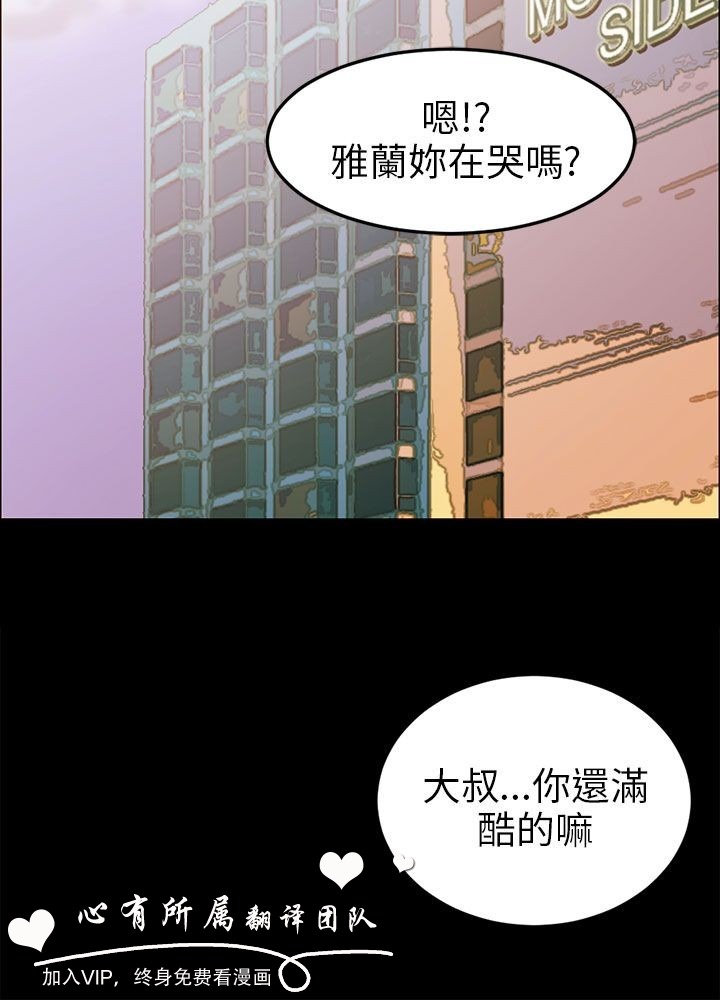 SIDE
嗯!?
雅蘭妳在哭嗎?
大叔...你還滿
酷的嘛
心有所属翻译团队
加入VIP，终身免费看漫画